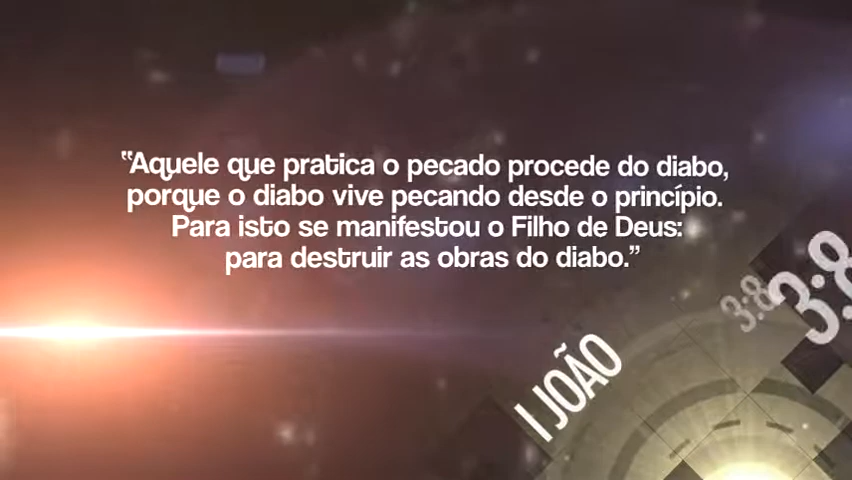 “Aquele que pratica o pecado procede do diabo,
porque o diabo vive pecando desde o princípio.
Para isto se manifestou o Filho de Deus:
para destruir as obras do diabo.”
3:8
3:8
I JOÃO